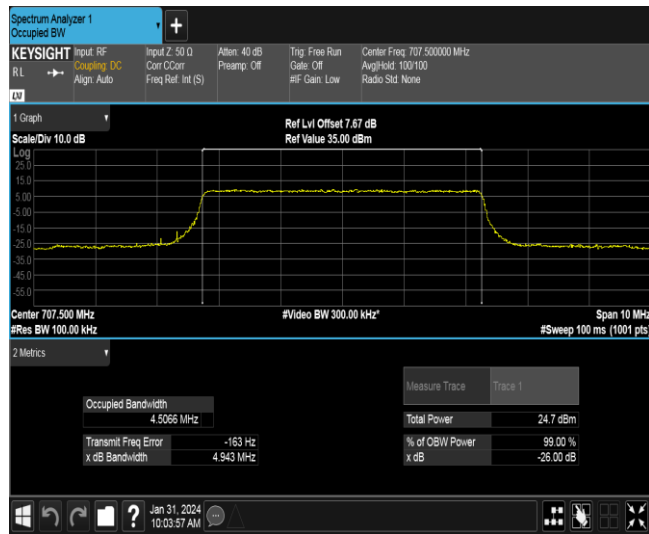 Spectrum Analyzer 1
Occupied BW
+
KEYSIGHT
RL
LXI
Input: RF
Coupling: DC
Align: Auto
Input Z: 50 Ω
Corr CCorr
Freq Ref: Int (S)
Atten: 40 dB
Preamp: Off
Trig: Free Run
Gate: Off
#IF Gain: Low
Center Freq: 707.500000 MHz
Avg|Hold: 100/100
Radio Std: None
1 Graph
Scale/Div 10.0 dB
Ref Lvl Offset 7.67 dB
Ref Value 35.00 dBm
Log
25.0
15.0
5.00
-5.00
-15.0
-25.0
-35.0
-45.0
-55.0
Center 707.500 MHz
#Res BW 100.00 kHz
#Video BW 300.00 kHz*
Span 10 MHz
#Sweep 100 ms (1001 pts)
2 Metrics
Measure Trace Trace 1
Occupied Bandwidth
4.5066 MHz
Total Power 24.7 dBm
Transmit Freq Error -163 Hz
% of OBW Power 99.00 %
x dB Bandwidth 4.943 MHz
x dB -26.00 dB
?
Jan 31, 2024
10:03:57 AM